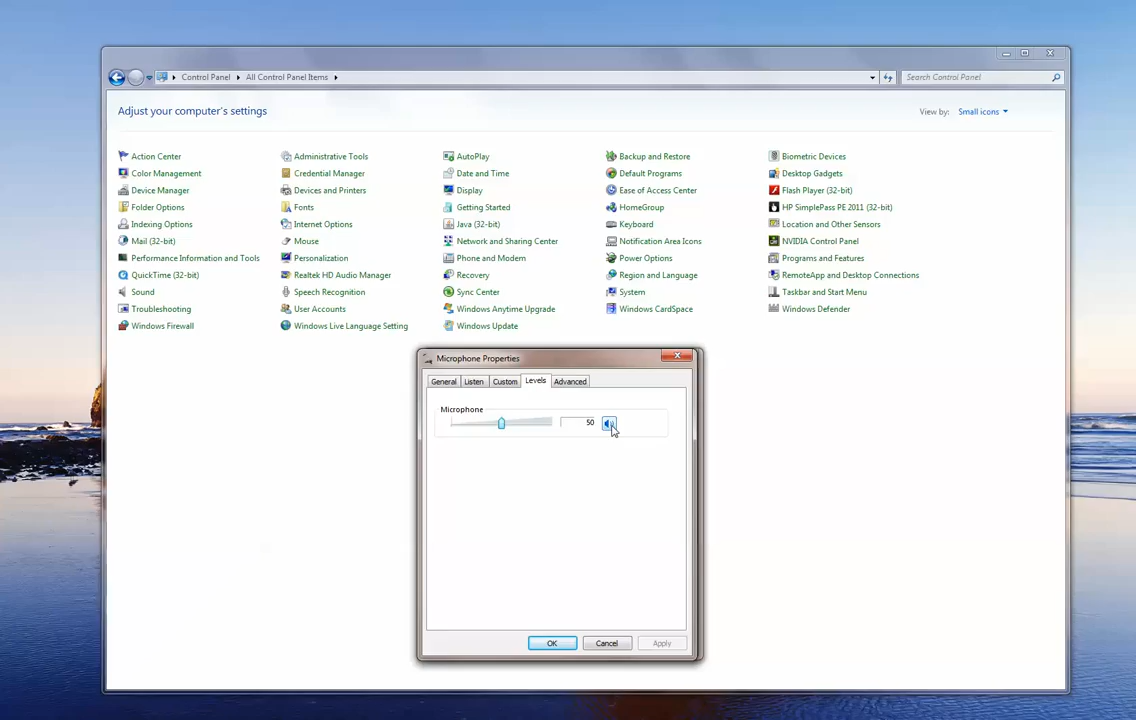 Control Panel ▸ All Control Panel Items ▸
Search Control Panel
Adjust your computer's settings
View by: Small icons
Action Center Administrative Tools AutoPlay Backup and Restore Biometric Devices
Color Management Credential Manager Date and Time Default Programs Desktop Gadgets
Device Manager Devices and Printers Display Ease of Access Center Flash Player (32-bit)
Folder Options Fonts Getting Started HomeGroup HP SimplePass PE 2011 (32-bit)
Indexing Options Internet Options Java (32-bit) Keyboard Location and Other Sensors
Mail (32-bit) Mouse Network and Sharing Center Notification Area Icons NVIDIA Control Panel
Performance Information and Tools Personalization Phone and Modem Power Options Programs and Features
QuickTime (32-bit) Realtek HD Audio Manager Recovery Region and Language RemoteApp and Desktop Connections
Sound Speech Recognition Sync Center System Taskbar and Start Menu
Troubleshooting User Accounts Windows Anytime Upgrade Windows CardSpace Windows Defender
Windows Firewall Windows Live Language Setting Windows Update
Microphone Properties
General Listen Custom Levels Advanced
Microphone
50
OK Cancel Apply